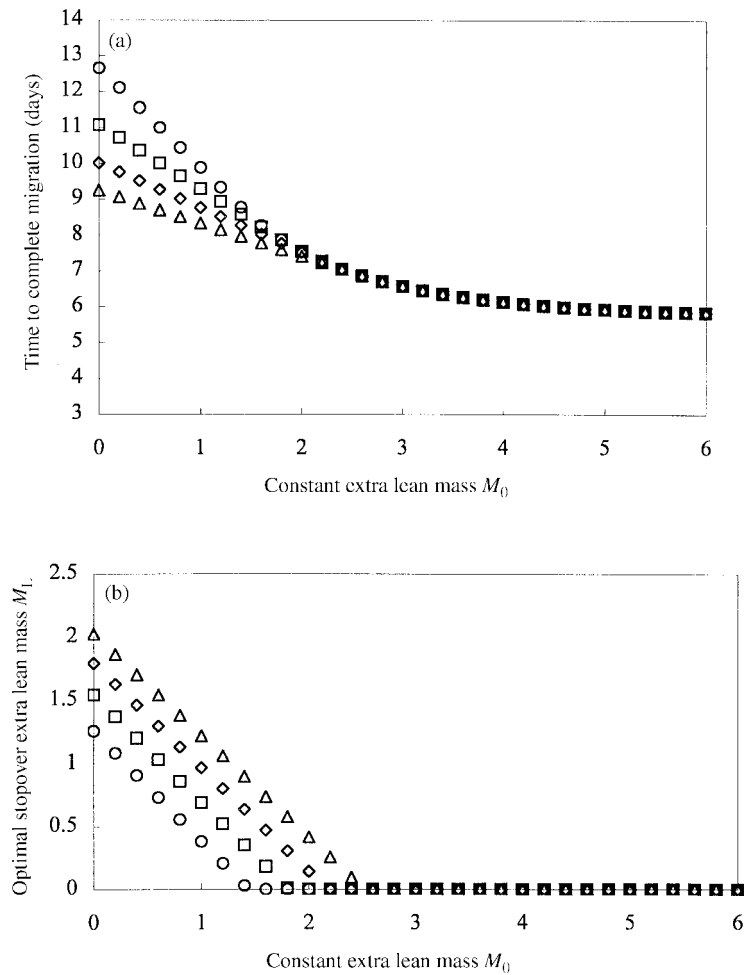 14
(a)
13
12
11
10
9
8
7
6
5
4
3
Time to complete migration (days)
0 1 2 3 4 5 6
Constant extra lean mass M0
2.5
(b)
2
1.5
1
0.5
0
Optimal stopover extra lean mass ML
0 1 2 3 4 5 6
Constant extra lean mass M0